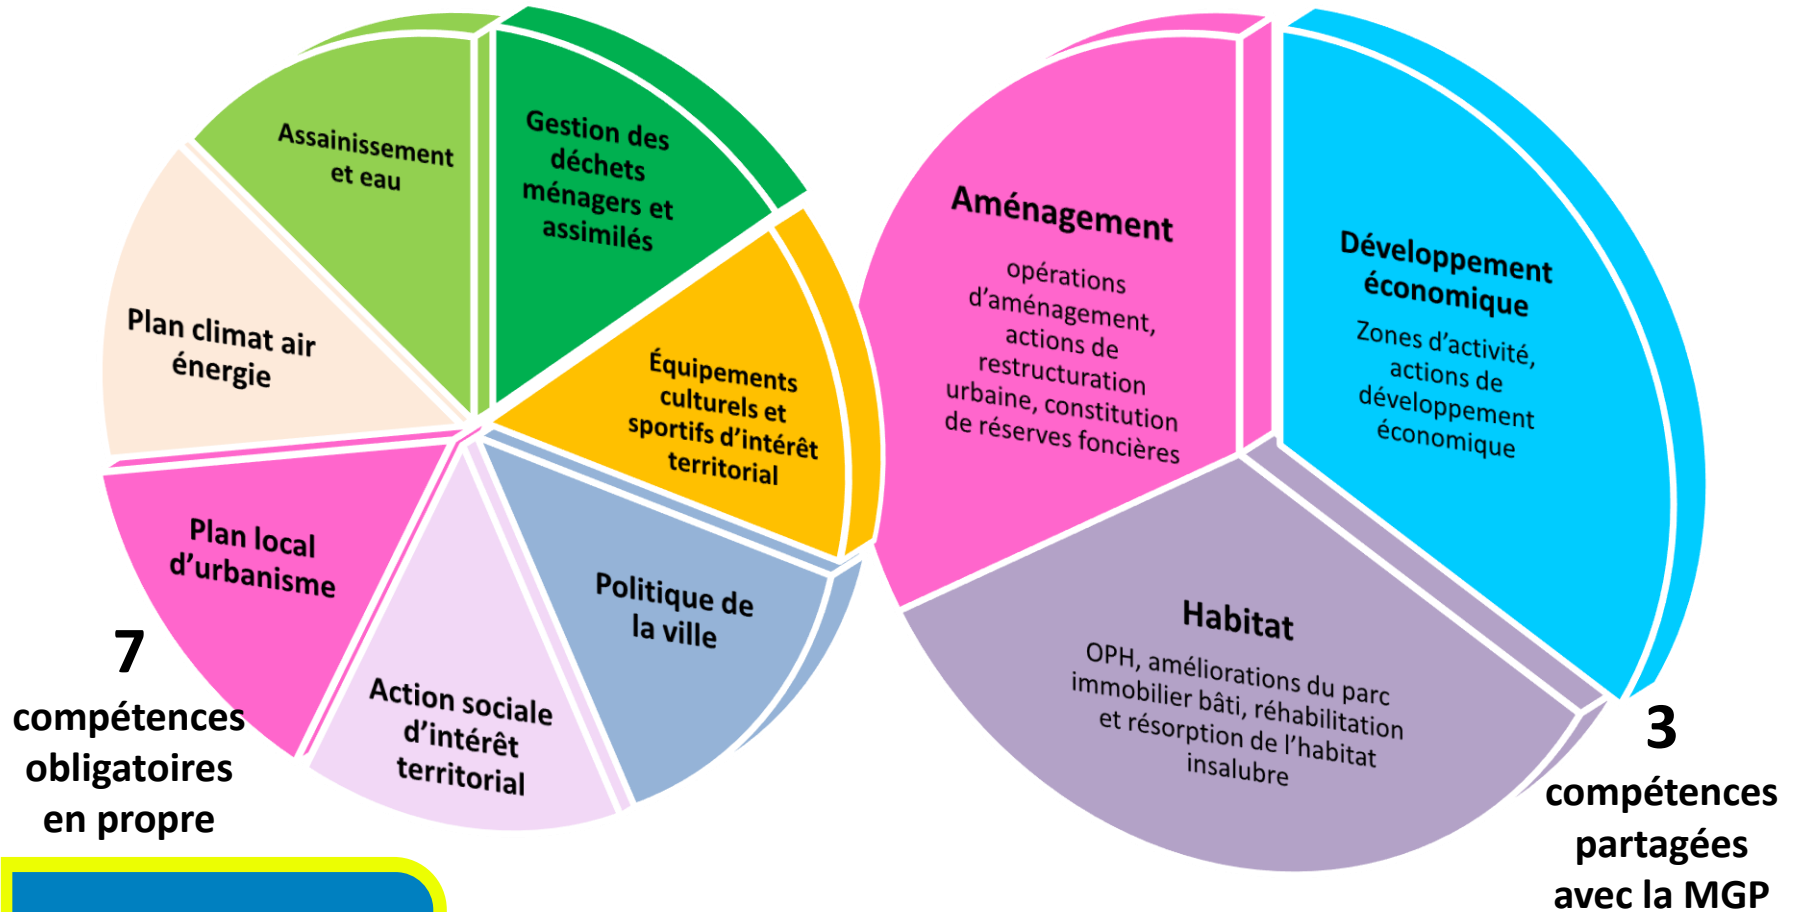 Assainissement
et eau
Gestion des
déchets
ménagers et
assimilés
Plan climat air
énergie
Équipements
culturels et
sportifs d’intérêt
territorial
Plan local
d’urbanisme
Action sociale
d’intérêt
territorial
Politique de
la ville
7
compétences
obligatoires
en propre
Aménagement
opérations
d’aménagement,
actions de
restructuration
urbaine, constitution
de réserves foncières
Développement
économique
Zones d’activité,
actions de
développement
économique
Habitat
OPH, améliorations du parc
immobilier bâti, réhabilitation
et résorption de l’habitat
insalubre
3
compétences
partagées
avec la MGP